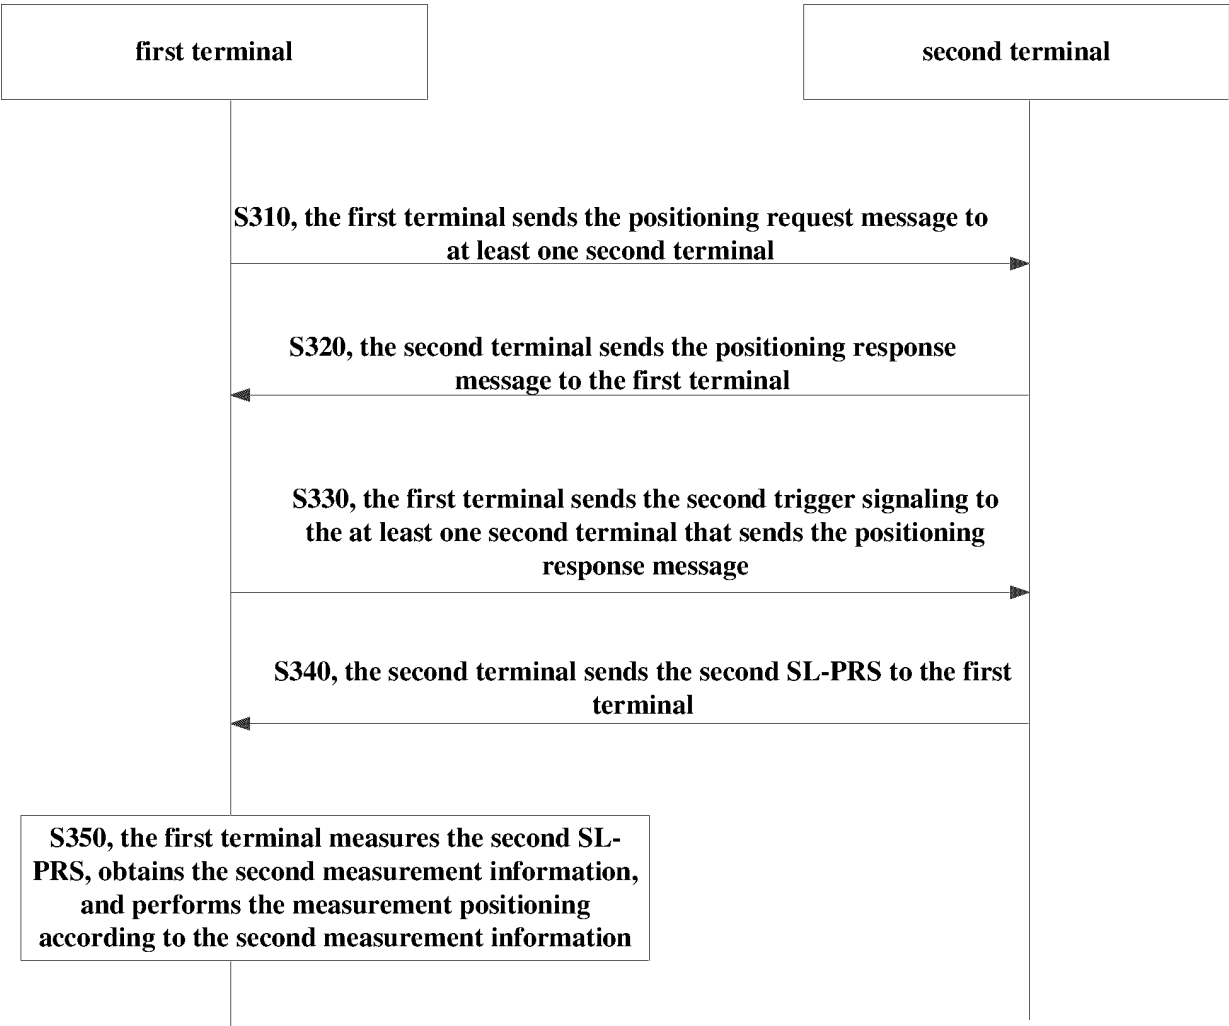 first terminal
second terminal
S310, the first terminal sends the positioning request message to
at least one second terminal
S320, the second terminal sends the positioning response
message to the first terminal
S330, the first terminal sends the second trigger signaling to
the at least one second terminal that sends the positioning
response message
S340, the second terminal sends the second SL-PRS to the first
terminal
S350, the first terminal measures the second SL-
PRS, obtains the second measurement information,
and performs the measurement positioning
according to the second measurement information